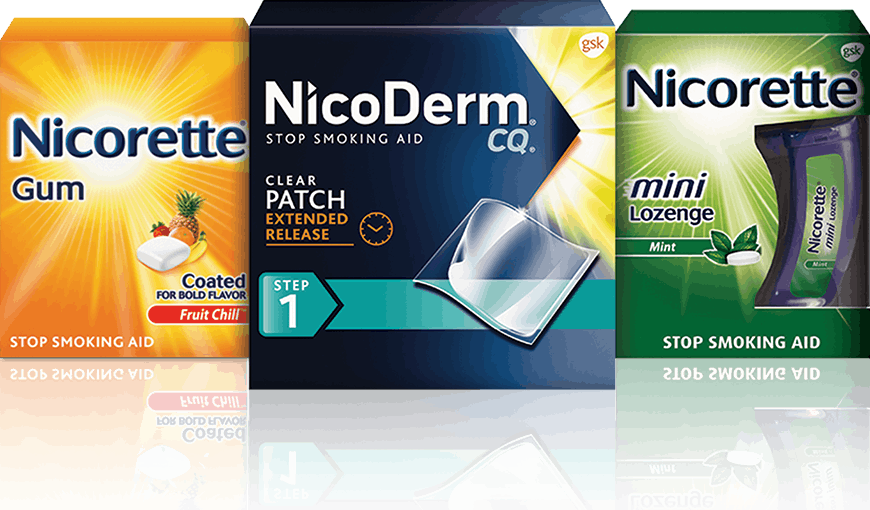 Nicorette®
Gum
Coated
FOR BOLD FLAVOR
Fruit Chill™
STOP SMOKING AID
gsk
NicoDerm®
STOP SMOKING AID
CQ®
CLEAR
PATCH
EXTENDED
RELEASE
STEP
1
gsk
Nicorette®
mini
Lozenge
Mint
Nicorette®
mini Lozenge
Mint
STOP SMOKING AID